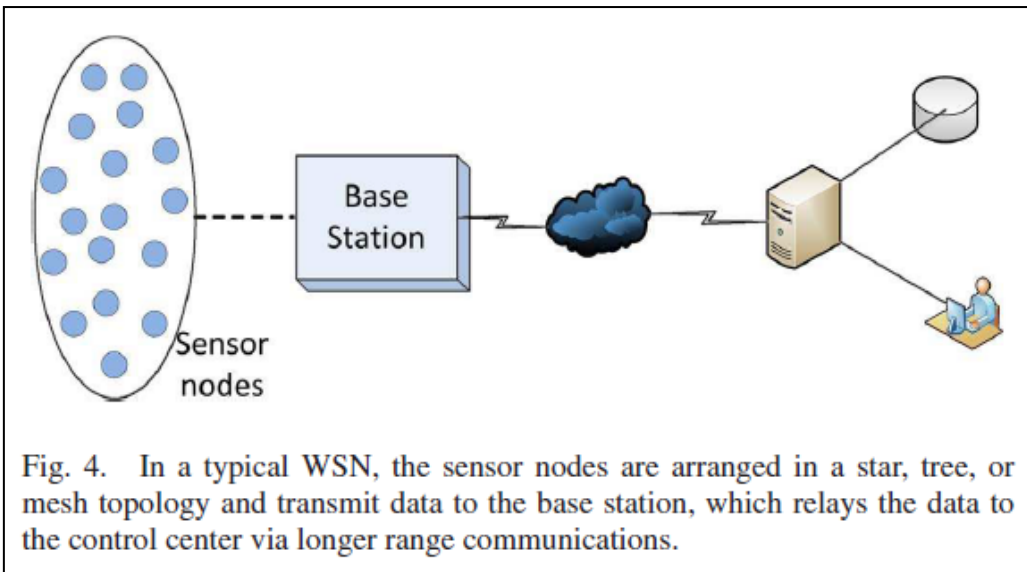 Base
Station
Sensor
nodes
Fig. 4. In a typical WSN, the sensor nodes are arranged in a star, tree, or
mesh topology and transmit data to the base station, which relays the data to
the control center via longer range communications.